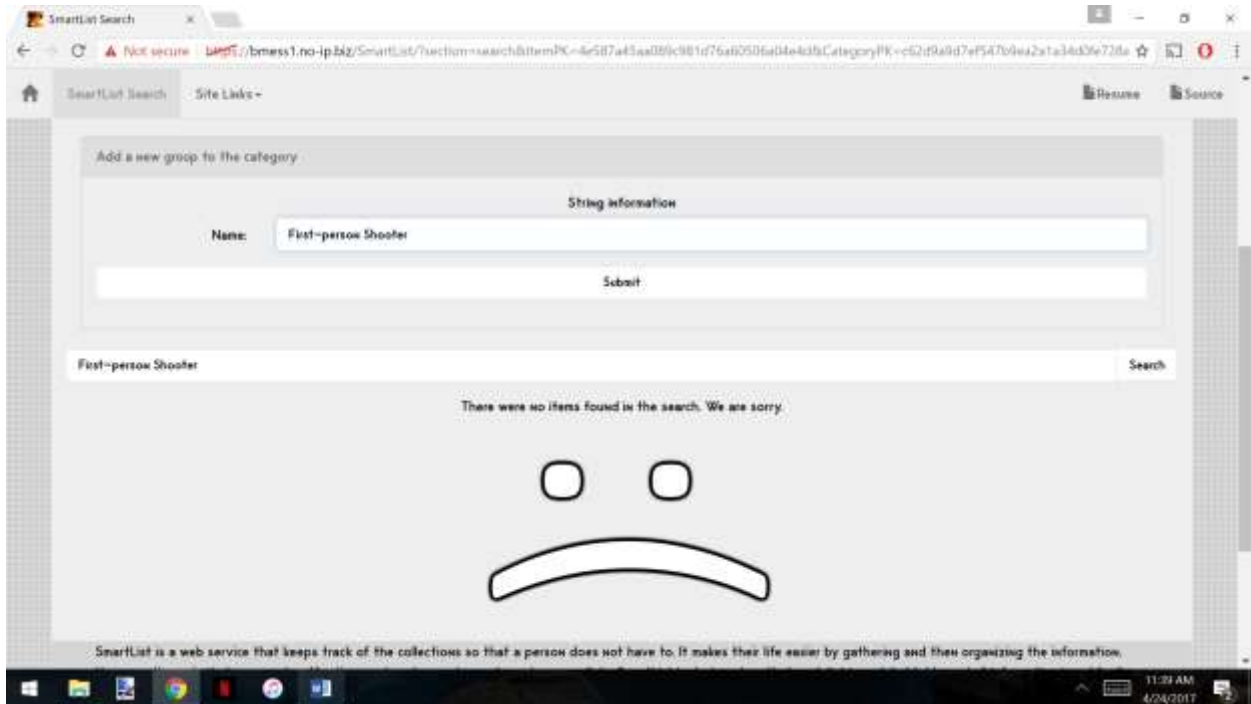 SmartList Search
Not secure https://bmess1.no-ip.biz/SmartList/?section=search&itemPK=
SmartList Search Site Links Resume Source
Add a new group to the category
String information
Name: First-person Shooter
Submit
First-person Shooter Search
There were no items found in the search. We are sorry.
SmartList is a web service that keeps track of the collections so that a person does not have to. It makes their life easier by gathering and then organizing the information.
11:39 AM
4/24/2017